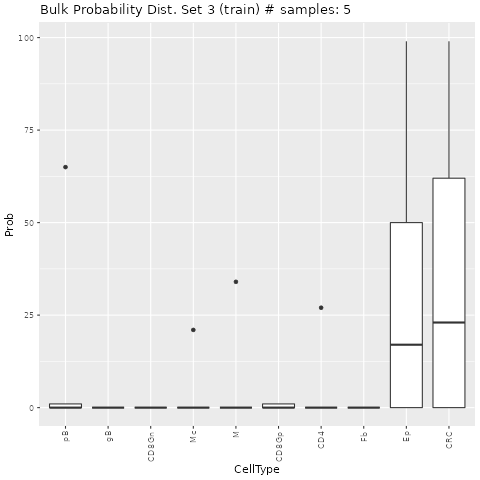 Bulk Probability Dist. Set 3 (train) # samples: 5
100
75
50
25
0
Prob
pB
gB
CD8Gn
Mc
M
CD8Gp
CD4
Fb
Ep
CRC
CellType